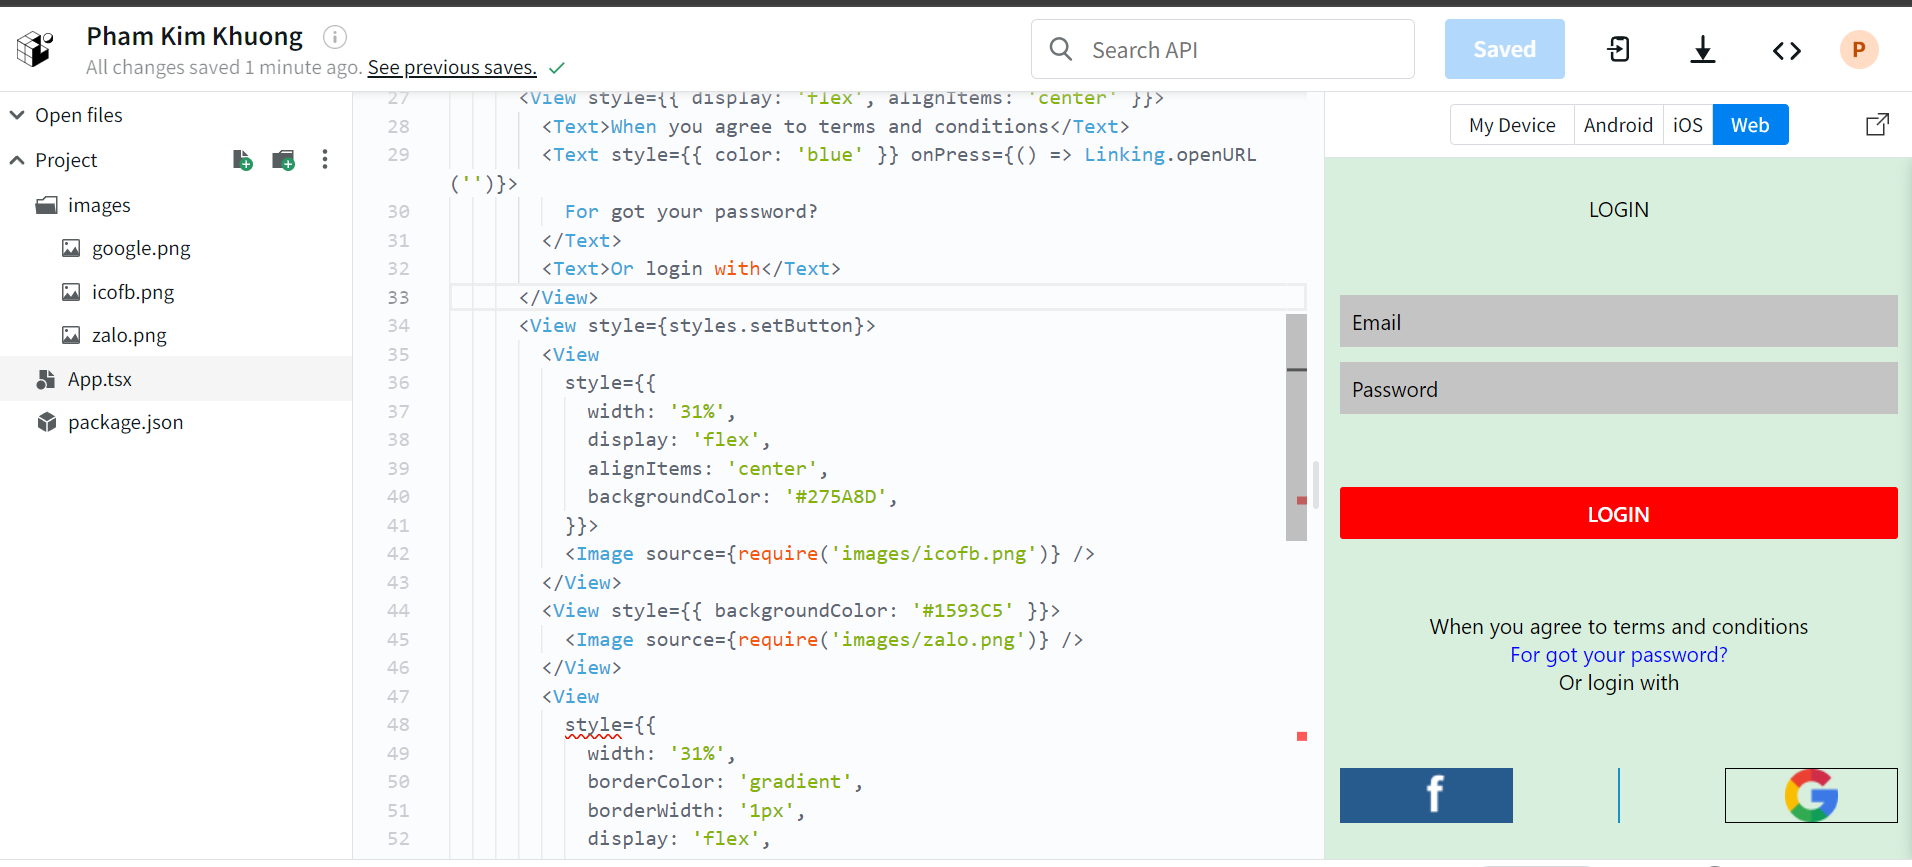 Pham Kim Khuong
All changes saved 1 minute ago. See previous saves.
Search API
Saved
P
Open files
Project
images
google.png
icofb.png
zalo.png
App.tsx
package.json
27 <View style={{ display: 'flex', alignItems: 'center' }}>
28 <Text>When you agree to terms and conditions</Text>
29 <Text style={{ color: 'blue' }} onPress={() => Linking.openURL
('')}>
30 For got your password?
31 </Text>
32 <Text>Or login with</Text>
33 </View>
34 <View style={styles.setButton}>
35 <View
36 style={{
37 width: '31%',
38 display: 'flex',
39 alignItems: 'center',
40 backgroundColor: '#275A8D',
41 }}>
42 <Image source={require('images/icofb.png')} />
43 </View>
44 <View style={{ backgroundColor: '#1593C5' }}>
45 <Image source={require('images/zalo.png')} />
46 </View>
47 <View
48 style={{
49 width: '31%',
50 borderColor: 'gradient',
51 borderWidth: '1px',
52 display: 'flex',
My Device
Android
iOS
Web
LOGIN
Email
Password
LOGIN
When you agree to terms and conditions
For got your password?
Or login with
f
G